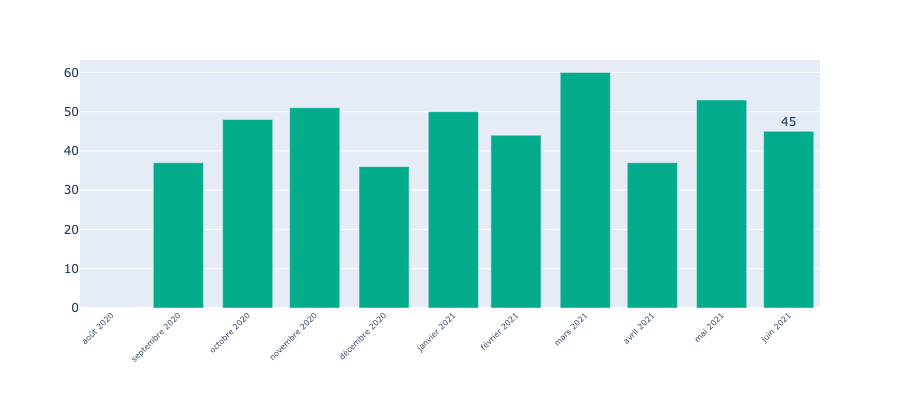 60
50
40
30
20
10
0
45
août 2020
septembre 2020
octobre 2020
novembre 2020
décembre 2020
janvier 2021
février 2021
mars 2021
avril 2021
mai 2021
juin 2021